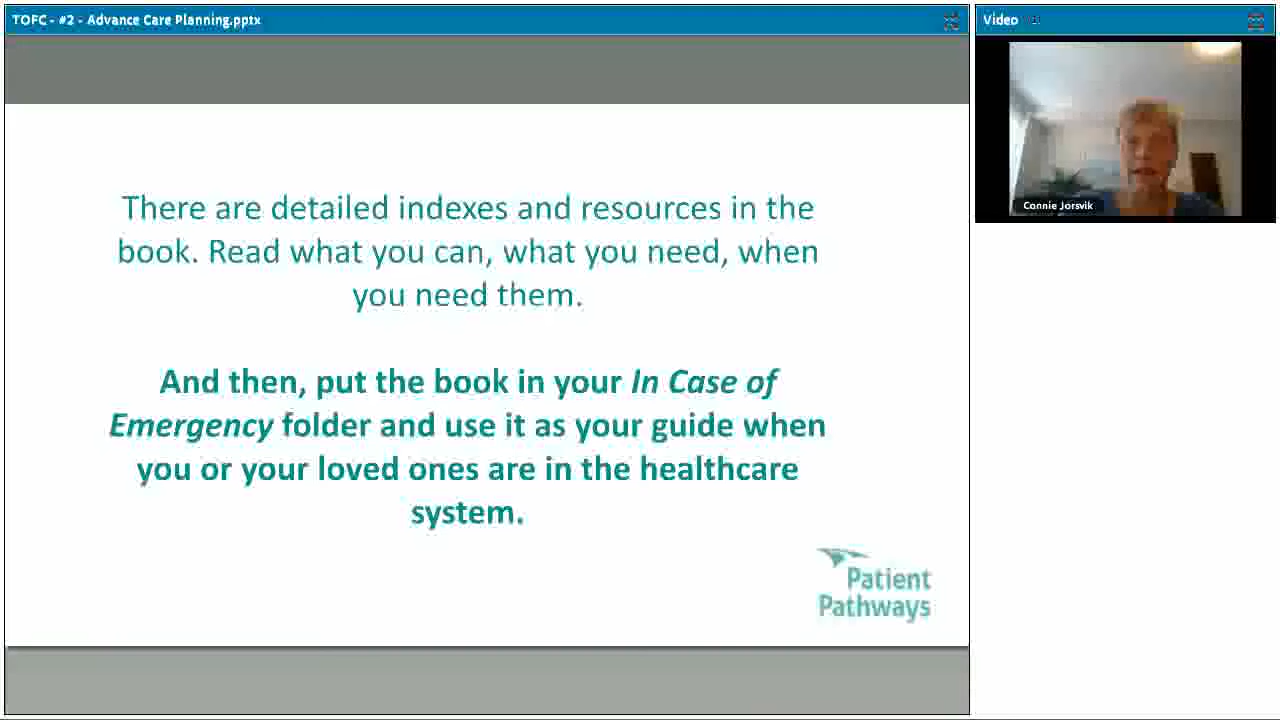 TOFC - #2 - Advance Care Planning.pptx
Video
There are detailed indexes and resources in the
book. Read what you can, what you need, when
you need them.
And then, put the book in your In Case of
Emergency folder and use it as your guide when
you or your loved ones are in the healthcare
system.
Patient
Pathways
Connie Jorsvik